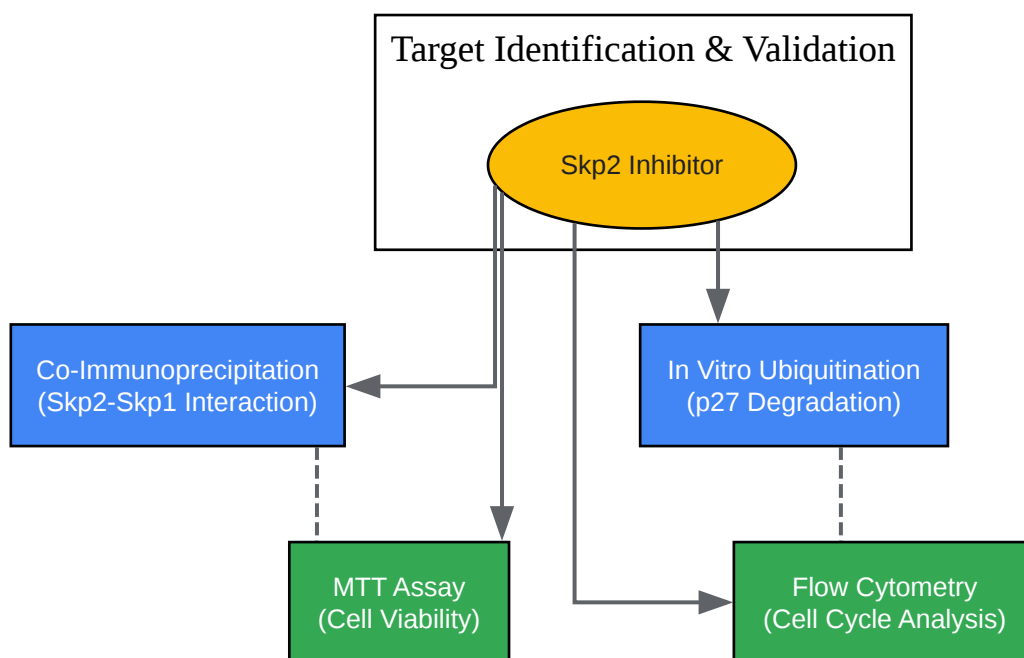 Target Identification & Validation
Skp2 Inhibitor
Co-Immunoprecipitation
(Skp2-Skp1 Interaction)
In Vitro Ubiquitination
(p27 Degradation)
MTT Assay
(Cell Viability)
Flow Cytometry
(Cell Cycle Analysis)